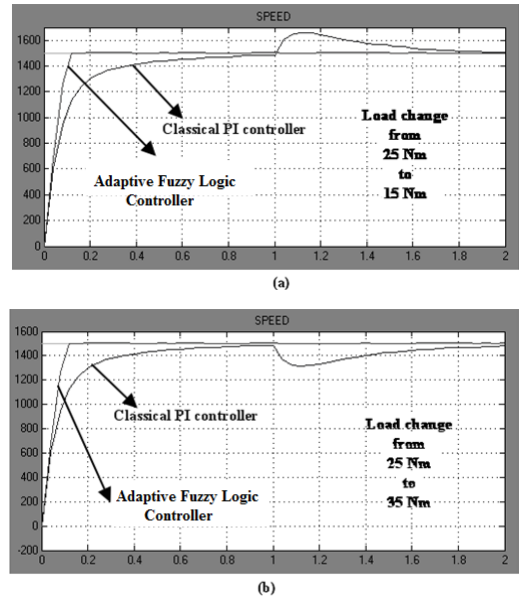 SPEED
1600
1400
1200
1000
800
600
400
200
0
0 0.2 0.4 0.6 0.8 1 1.2 1.4 1.6 1.8 2
Classical PI controller
Adaptive Fuzzy Logic
Controller
Load change
from
25 Nm
to
15 Nm
(a)
SPEED
1600
1400
1200
1000
800
600
400
200
0
-200
0 0.2 0.4 0.6 0.8 1 1.2 1.4 1.6 1.8 2
Classical PI controller
Adaptive Fuzzy Logic
Controller
Load change
from
25 Nm
to
35 Nm
(b)